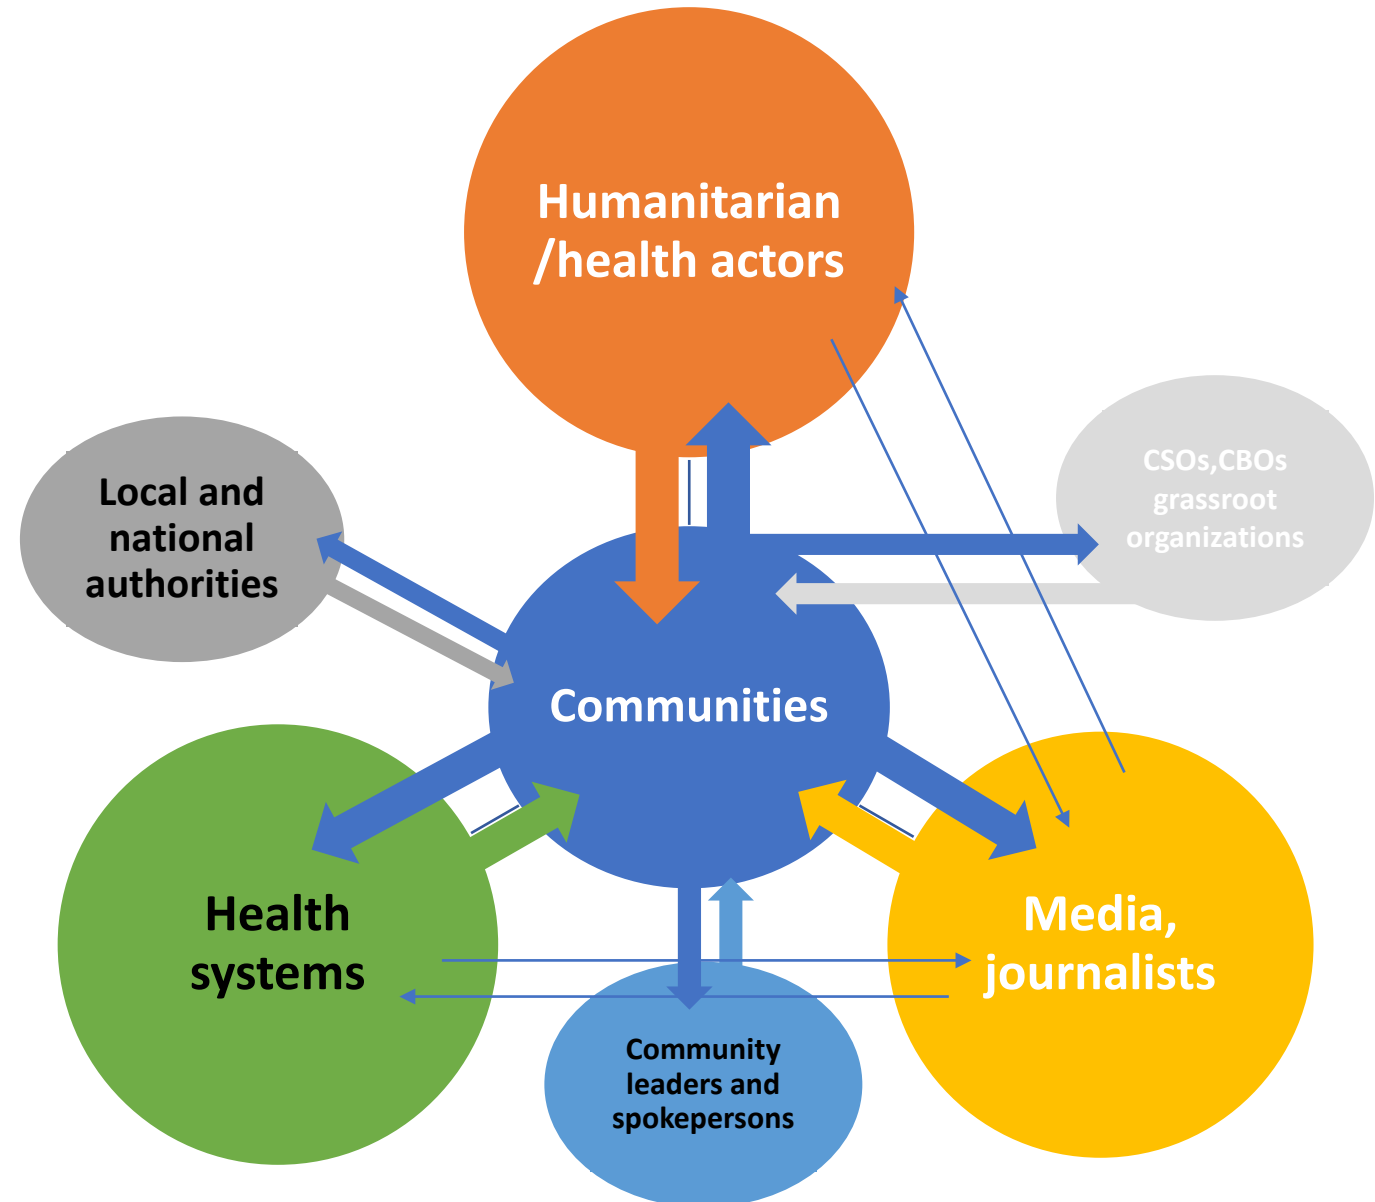 Humanitarian
/health actors
CSOs,CBOs
grassroot
organizations
Local and
national
authorities
Communities
Health
systems
Media,
journalists
Community
leaders and
spokepersons